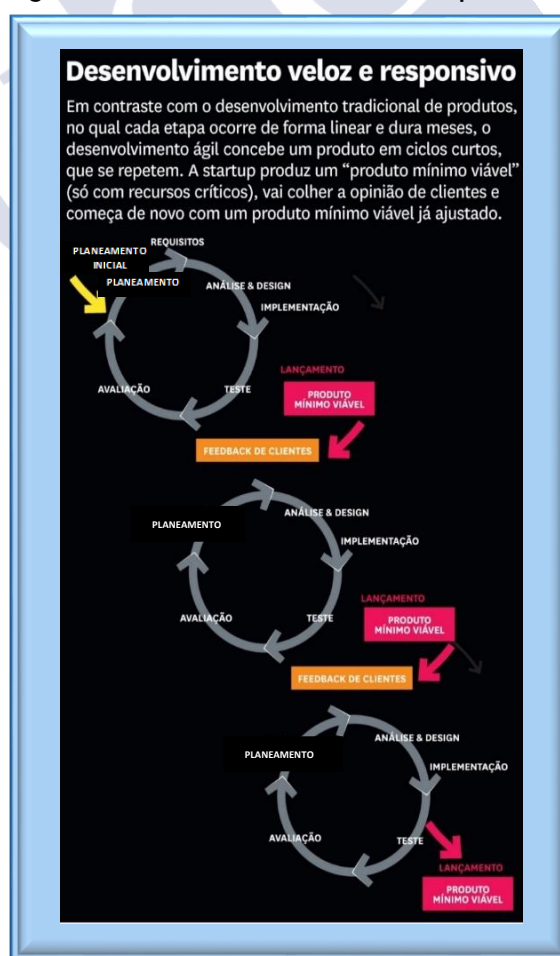 Desenvolvimento veloz e responsivo
Em contraste com o desenvolvimento tradicional de produtos,
no qual cada etapa ocorre de forma linear e dura meses, o
desenvolvimento ágil concebe um produto em ciclos curtos,
que se repetem. A startup produz um “produto mínimo viável”
(só com recursos críticos), vai colher a opinião de clientes e
começa de novo com um produto mínimo viável já ajustado.
REQUISITOS
PLANEAMENTO
INICIAL
PLANEAMENTO
ANÁLISE & DESIGN
IMPLEMENTAÇÃO
LANÇAMENTO
AVALIAÇÃO
TESTE
PRODUTO
MÍNIMO VIÁVEL
FEEDBACK DE CLIENTES
PLANEAMENTO
ANÁLISE & DESIGN
IMPLEMENTAÇÃO
LANÇAMENTO
AVALIAÇÃO
TESTE
PRODUTO
MÍNIMO VIÁVEL
FEEDBACK DE CLIENTES
PLANEAMENTO
ANÁLISE & DESIGN
IMPLEMENTAÇÃO
AVALIAÇÃO
TESTE
LANÇAMENTO
PRODUTO
MÍNIMO VIÁVEL